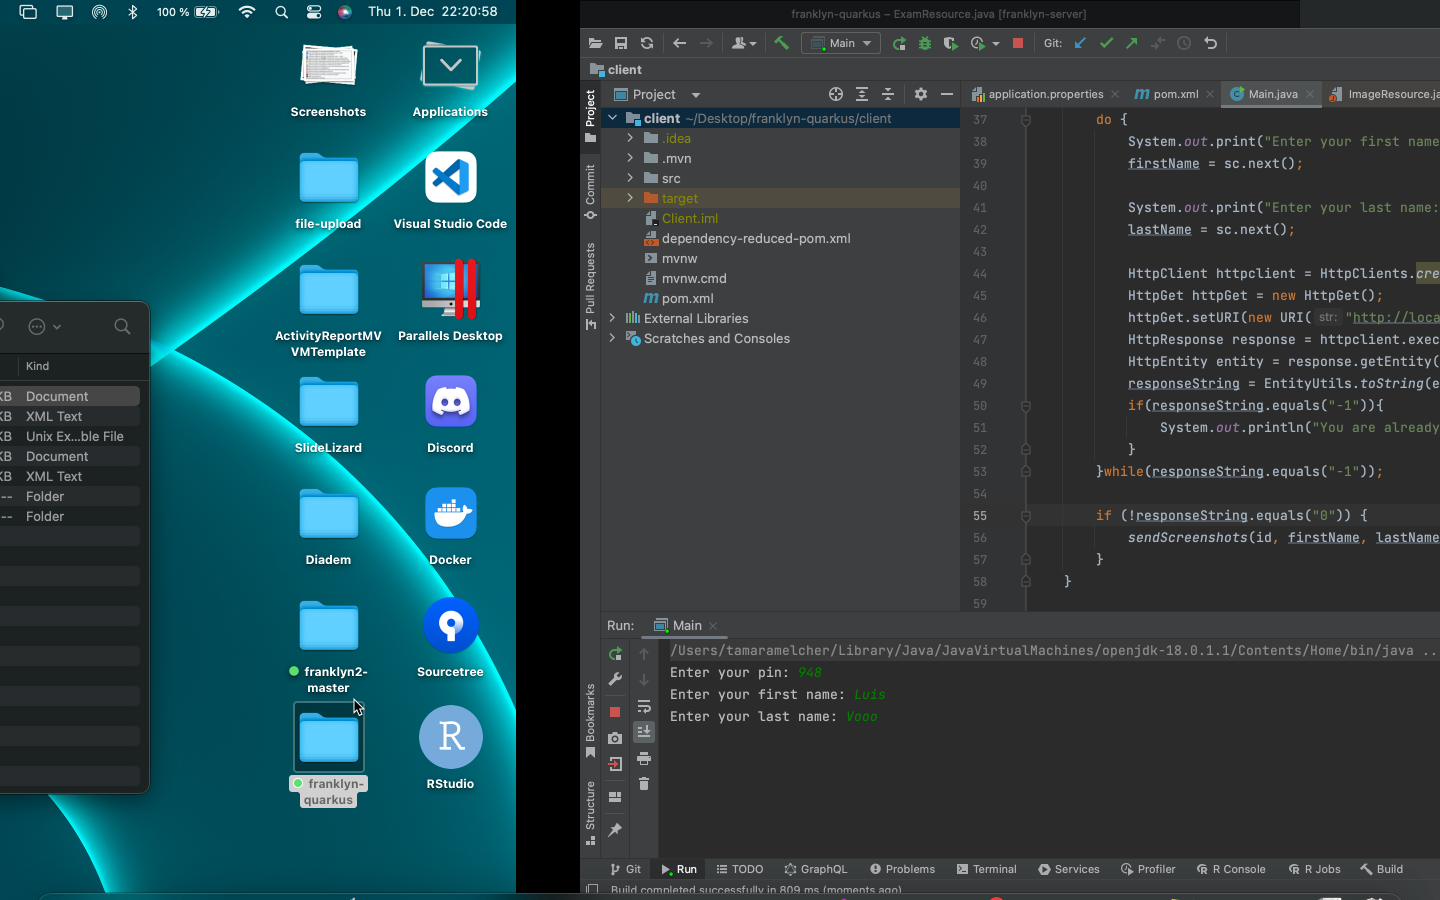 100 %
Thu 1. Dec 22:20:58
Screenshots
Applications
file-upload
Visual Studio Code
ActivityReportMV
VMTemplate
Parallels Desktop
SlideLizard
Discord
Diadem
Docker
franklyn2-
master
Sourcetree
franklyn-
quarkus
R
RStudio
Kind
KB Document
KB XML Text
KB Unix Ex...ble File
KB Document
KB XML Text
-- Folder
-- Folder
franklyn-quarkus – ExamResource.java [franklyn-server]
Main
Git:
client
Project
application.properties
pom.xml
Main.java
ImageResource.ja
Project
Commit
Pull Requests
Bookmarks
Structure
client ~/Desktop/franklyn-quarkus/client
.idea
.mvn
src
target
Client.iml
dependency-reduced-pom.xml
mvnw
mvnw.cmd
pom.xml
External Libraries
Scratches and Consoles
37 do {
38 System.out.print("Enter your first name
39 firstName = sc.next();
40
41 System.out.print("Enter your last name:
42 lastName = sc.next();
43
44 HttpClient httpclient = HttpClients.cre
45 HttpGet httpGet = new HttpGet();
46 httpGet.setURI(new URI( str: "http://loca
47 HttpResponse response = httpclient.exec
48 HttpEntity entity = response.getEntity(
49 responseString = EntityUtils.toString(e
50 if(responseString.equals("-1")){
51 System.out.println("You are already
52 }
53 }while(responseString.equals("-1"));
54
55 if (!responseString.equals("0")) {
56 sendScreenshots(id, firstName, lastName
57 }
58 }
59
Run: Main
/Users/tamaramelcher/Library/Java/JavaVirtualMachines/openjdk-18.0.1.1/Contents/Home/bin/java ...
Enter your pin: 948
Enter your first name: Luis
Enter your last name: Vooo
Git
Run
TODO
GraphQL
Problems
Terminal
Services
Profiler
R Console
R Jobs
Build
Build completed successfully in 809 ms (moments ago)